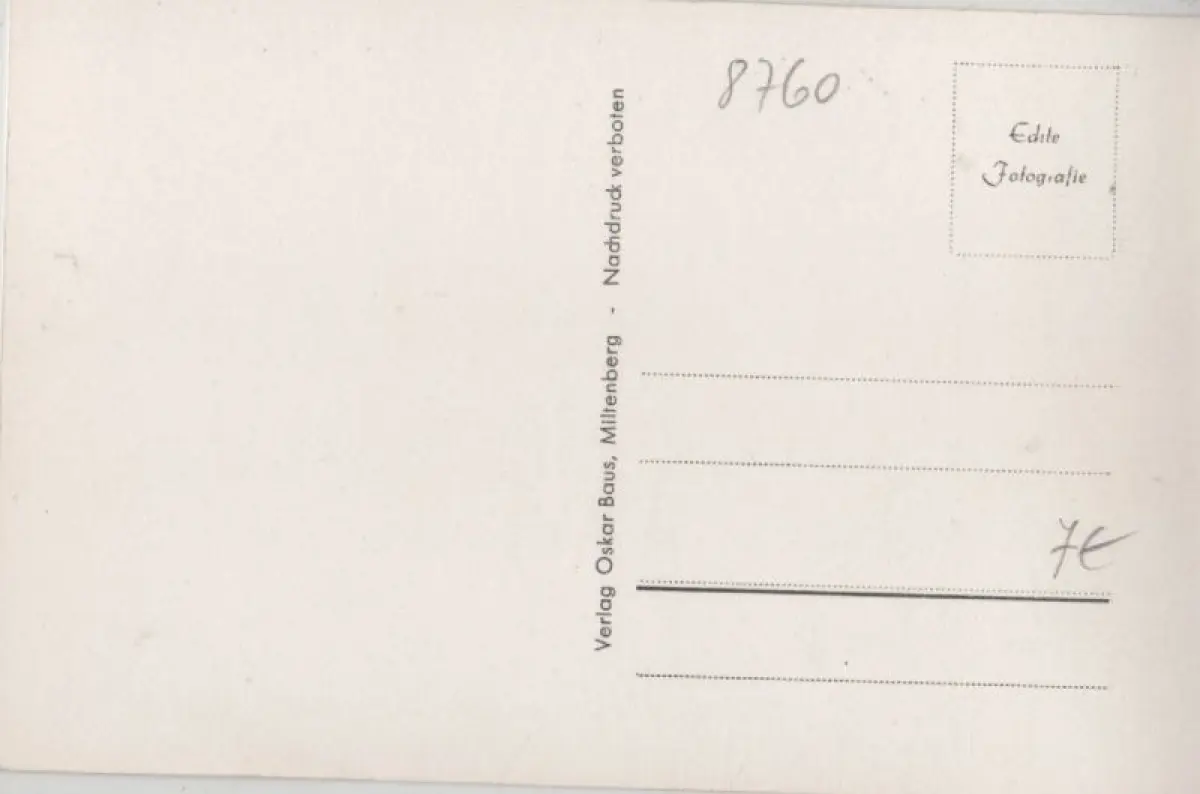 8760
Echte
Fotografie
Verlag Oskar Baus, Miltenberg - Nachdruck verboten
7€